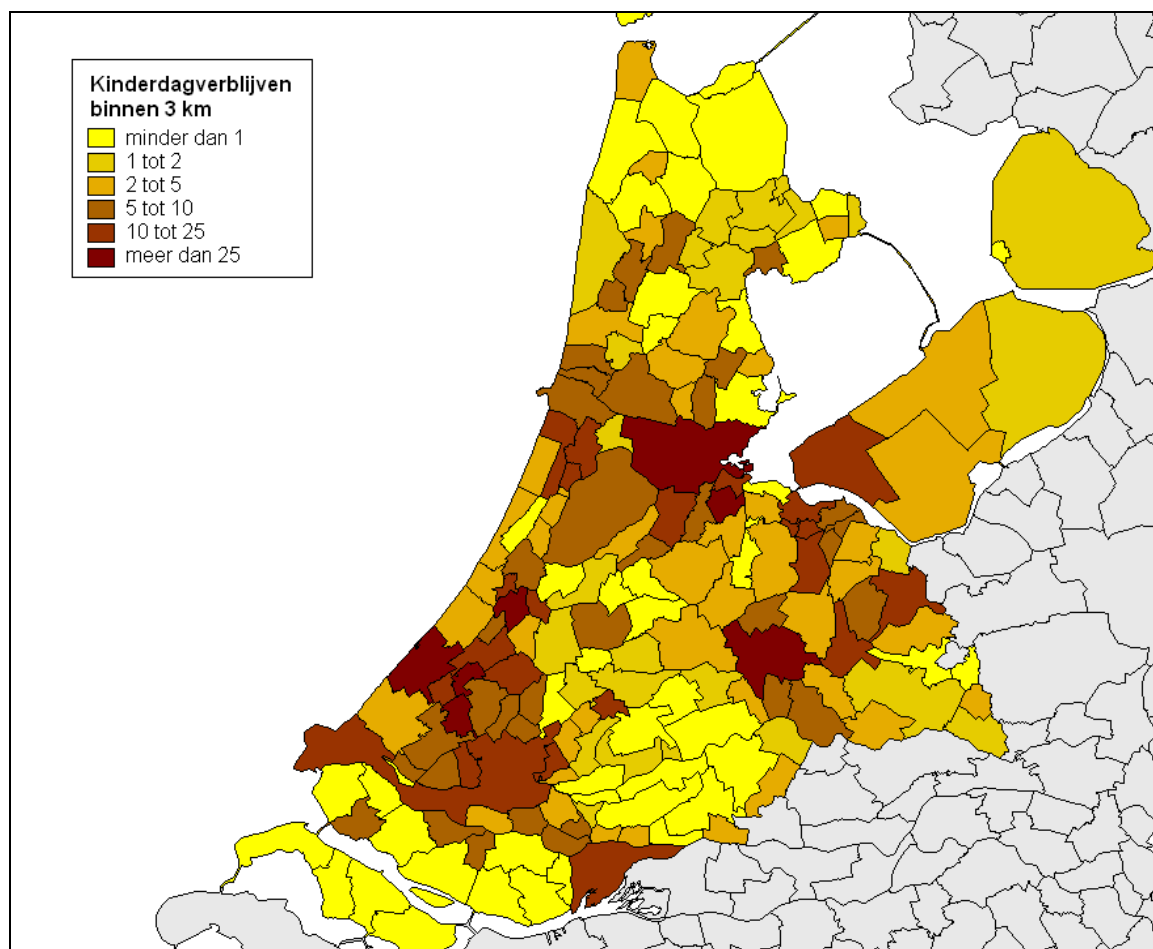 Kinderdagverblijven
binnen 3 km
minder dan 1
1 tot 2
2 tot 5
5 tot 10
10 tot 25
meer dan 25